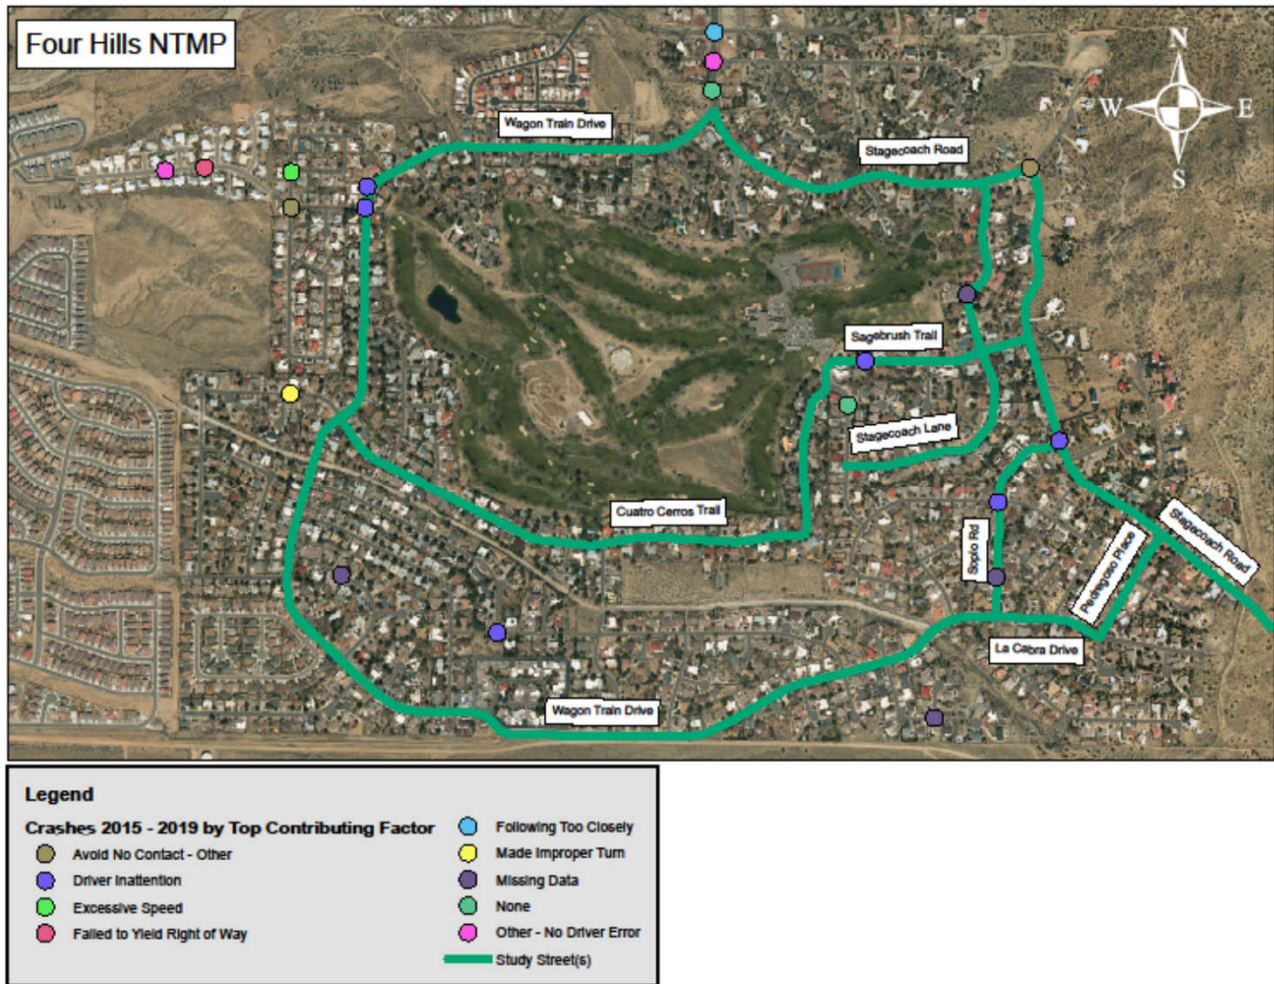 Four Hills NTMP
N
W E
S
Wagon Train Drive
Stagecoach Road
Sagebrush Trail
Stagecoach Lane
Cuatro Cerros Trail
Soplo Rd
Pedregoso Place
Stagecoach Road
La Cabra Drive
Wagon Train Drive
Legend
Crashes 2015 - 2019 by Top Contributing Factor
Avoid No Contact - Other
Driver Inattention
Excessive Speed
Failed to Yield Right of Way
Following Too Closely
Made Improper Turn
Missing Data
None
Other - No Driver Error
Study Street(s)